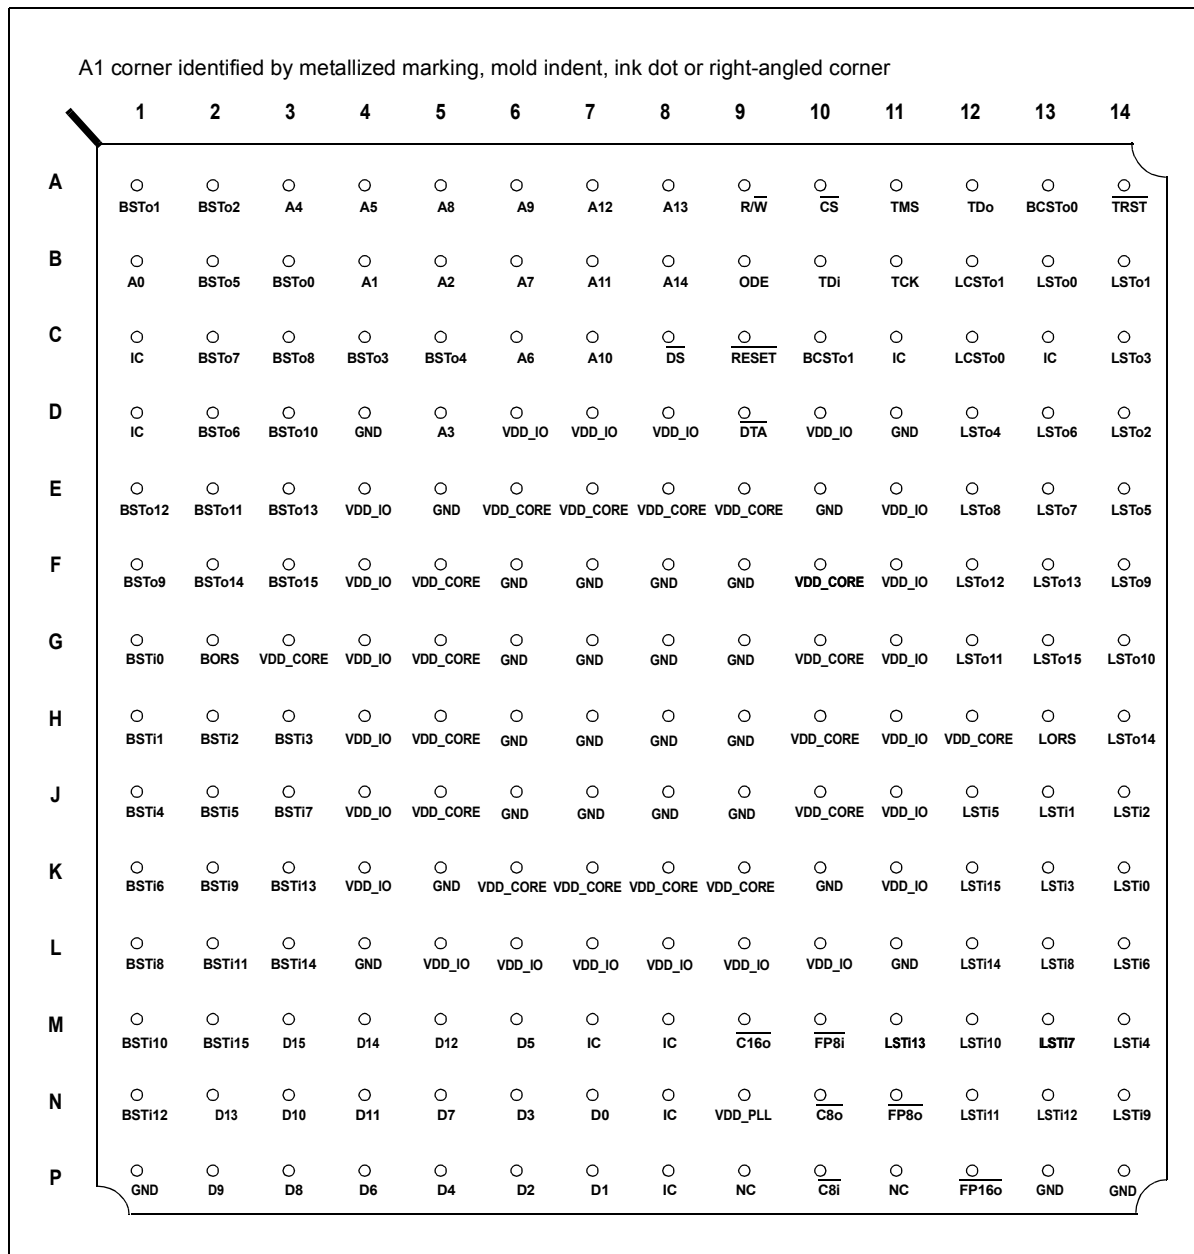 A1 corner identified by metallized marking, mold indent, ink dot or right-angled corner
1 2 3 4 5 6 7 8 9 10 11 12 13 14
A
BSTo1 BSTo2 A4 A5 A8 A9 A12 A13 R/W CS TMS TDo BCSTo0 TRST
B
A0 BSTo5 BSTo0 A1 A2 A7 A11 A14 ODE TDi TCK LCSTo1 LSTo0 LSTo1
C
IC BSTo7 BSTo8 BSTo3 BSTo4 A6 A10 DS RESET BCSTo1 IC LCSTo0 IC LSTo3
D
IC BSTo6 BSTo10 GND A3 VDD_IO VDD_IO VDD_IO DTA VDD_IO GND LSTo4 LSTo6 LSTo2
E
BSTo12 BSTo11 BSTo13 VDD_IO GND VDD_CORE VDD_CORE VDD_CORE VDD_CORE GND VDD_IO LSTo8 LSTo7 LSTo5
F
BSTo9 BSTo14 BSTo15 VDD_IO VDD_CORE GND GND GND GND VDD_CORE VDD_IO LSTo12 LSTo13 LSTo9
G
BSTi0 BORS VDD_CORE VDD_IO VDD_CORE GND GND GND GND VDD_CORE VDD_IO LSTo11 LSTo15 LSTo10
H
BSTi1 BSTi2 BSTi3 VDD_IO VDD_CORE GND GND GND GND VDD_CORE VDD_IO VDD_CORE LORS LSTo14
J
BSTi4 BSTi5 BSTi7 VDD_IO VDD_CORE GND GND GND GND VDD_CORE VDD_IO LSTi5 LSTi1 LSTi2
K
BSTi6 BSTi9 BSTi13 VDD_IO GND VDD_CORE VDD_CORE VDD_CORE VDD_CORE GND VDD_IO LSTi15 LSTi3 LSTi0
L
BSTi8 BSTi11 BSTi14 GND VDD_IO VDD_IO VDD_IO VDD_IO VDD_IO VDD_IO GND LSTi14 LSTi8 LSTi6
M
BSTi10 BSTi15 D15 D14 D12 D5 IC IC C16o FP8i LSTi13 LSTi10 LSTi7 LSTi4
N
BSTi12 D13 D10 D11 D7 D3 D0 IC VDD_PLL C8o FP8o LSTi11 LSTi12 LSTi9
P
GND D9 D8 D6 D4 D2 D1 IC NC C8i NC FP16o GND GND